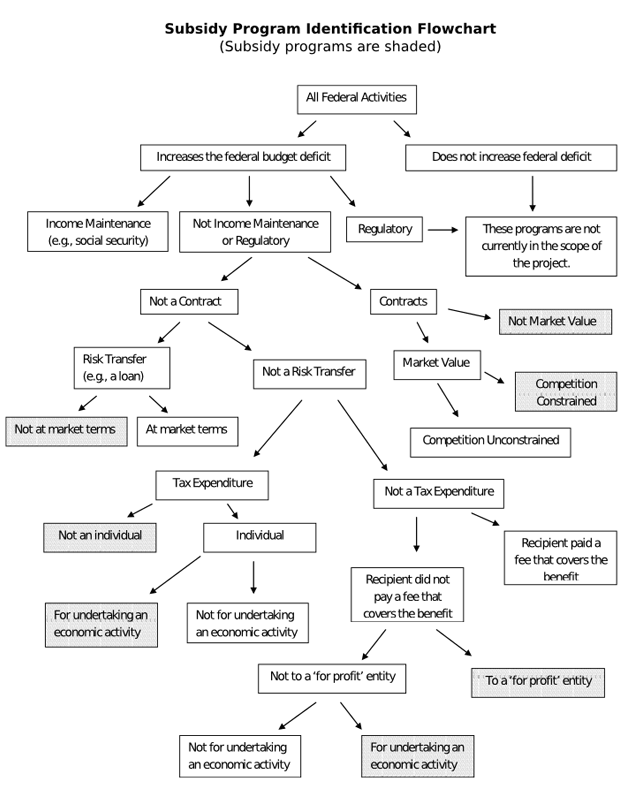 Subsidy Program Identification Flowchart
(Subsidy programs are shaded)
All Federal Activities
Increases the federal budget deficit
Does not increase federal deficit
Income Maintenance
(e.g., social security)
Not Income Maintenance
or Regulatory
Regulatory
These programs are not
currently in the scope of
the project.
Not a Contract
Contracts
Not Market Value
Risk Transfer
(e.g., a loan)
Not a Risk Transfer
Market Value
Competition
Constrained
Not at market terms
At market terms
Competition Unconstrained
Tax Expenditure
Not a Tax Expenditure
Not an individual
Individual
Recipient paid a
fee that covers the
benefit
Recipient did not
pay a fee that
covers the benefit
For undertaking an
economic activity
Not for undertaking
an economic activity
Not to a ‘for profit’ entity
To a ‘for profit’ entity
Not for undertaking
an economic activity
For undertaking an
economic activity